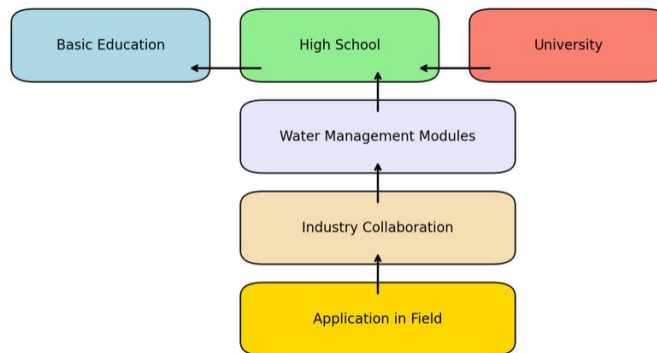 Basic Education
High School
University
Water Management Modules
Industry Collaboration
Application in Field